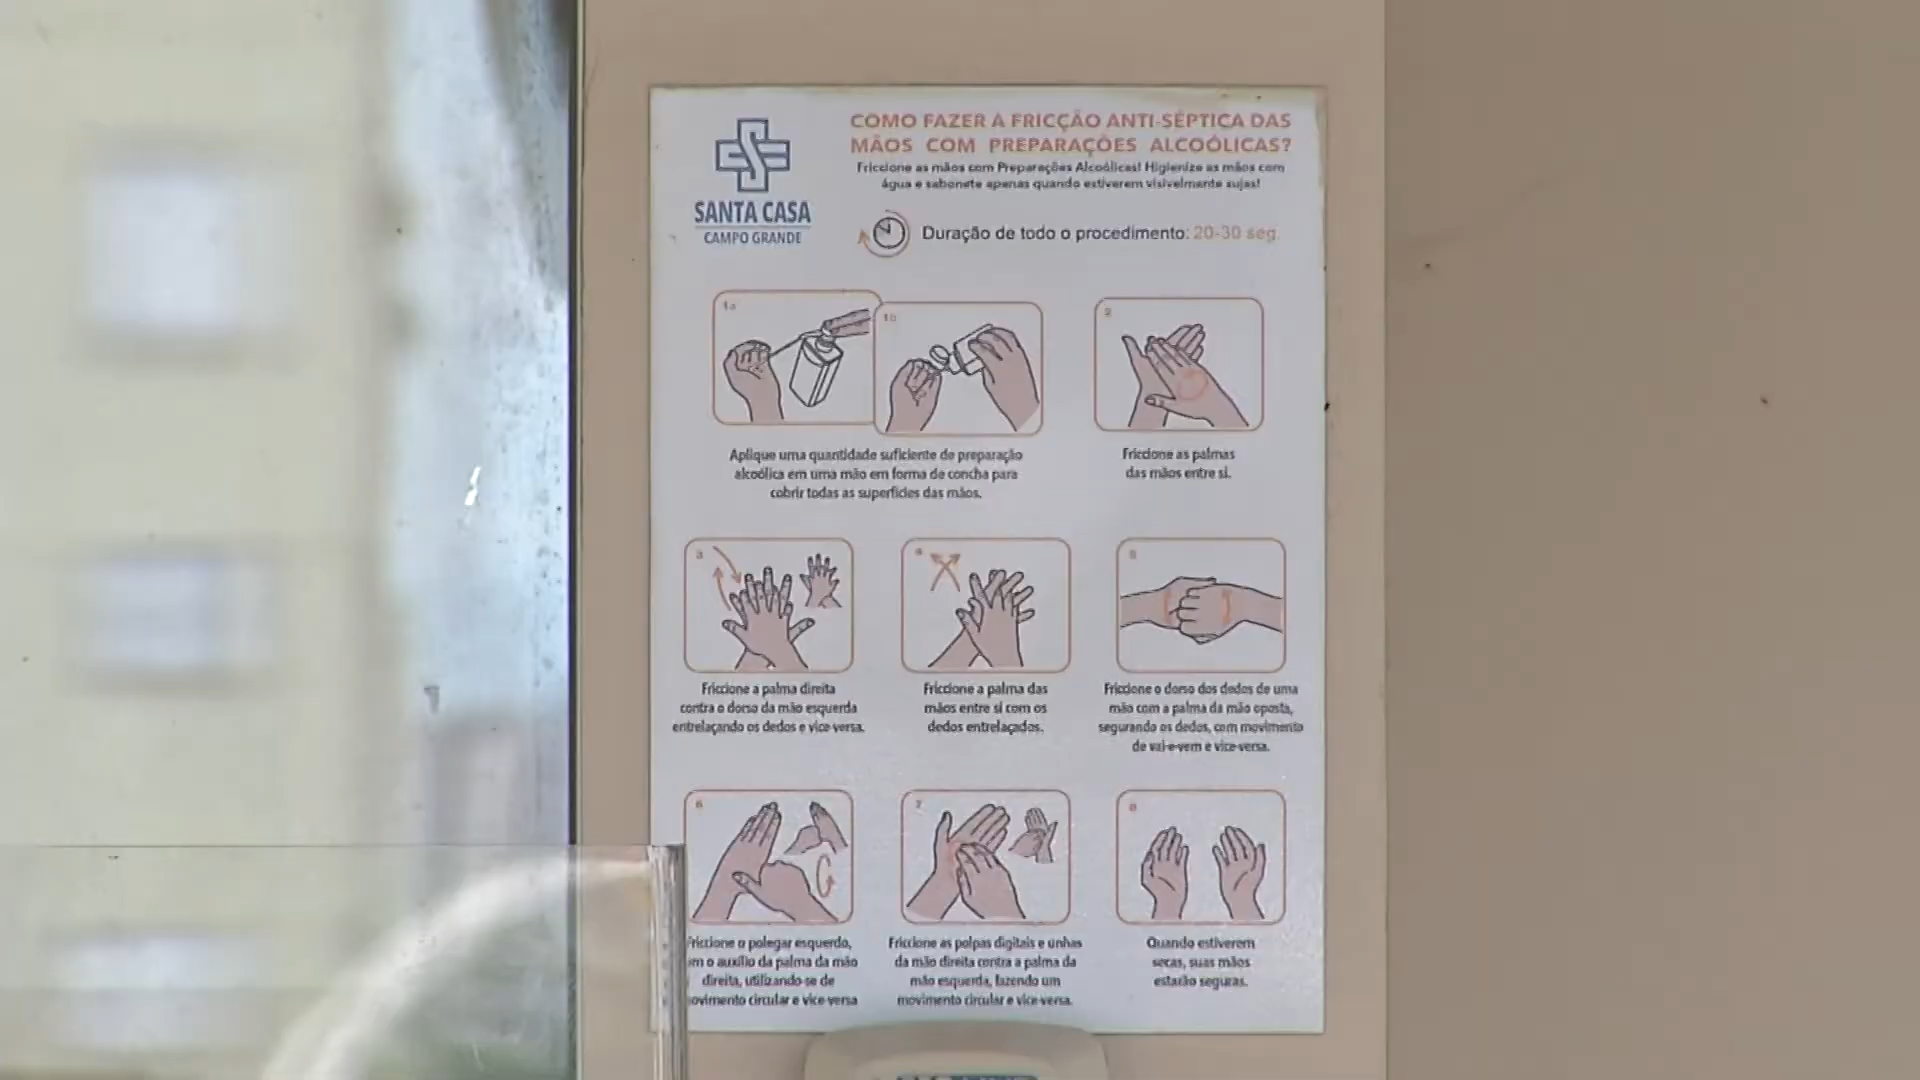 SANTA CASA
CAMPO GRANDE
COMO FAZER A FRICÇÃO ANTI-SÉPTICA DAS
MÃOS COM PREPARAÇÕES ALCOÓLICAS?
Friccione as mãos com Preparações Alcoólicas! Higienize as mãos com
água e sabonete apenas quando estiverem visivelmente sujas!
Duração de todo o procedimento: 20-30 seg.
1a
1b
2
Aplique uma quantidade suficiente de preparação
alcoólica em uma mão em forma de concha para
cobrir todas as superfícies das mãos.
Friccione as palmas
das mãos entre si.
3
4
5
Friccione a palma direita
contra o dorso da mão esquerda
entrelaçando os dedos e vice-versa.
Friccione a palma das
mãos entre si com os
dedos entrelaçados.
Friccione o dorso dos dedos de uma
mão com a palma da mão oposta,
segurando os dedos, com movimento
de vai-e-vem e vice-versa.
6
7
8
Friccione o polegar esquerdo,
om o auxílio da palma da mão
direita, utilizando-se de
ovimento circular e vice-versa
Friccione as polpas digitais e unhas
da mão direita contra a palma da
mão esquerda, fazendo um
movimento circular e vice-versa.
Quando estiverem
secas, suas mãos
estarão seguras.